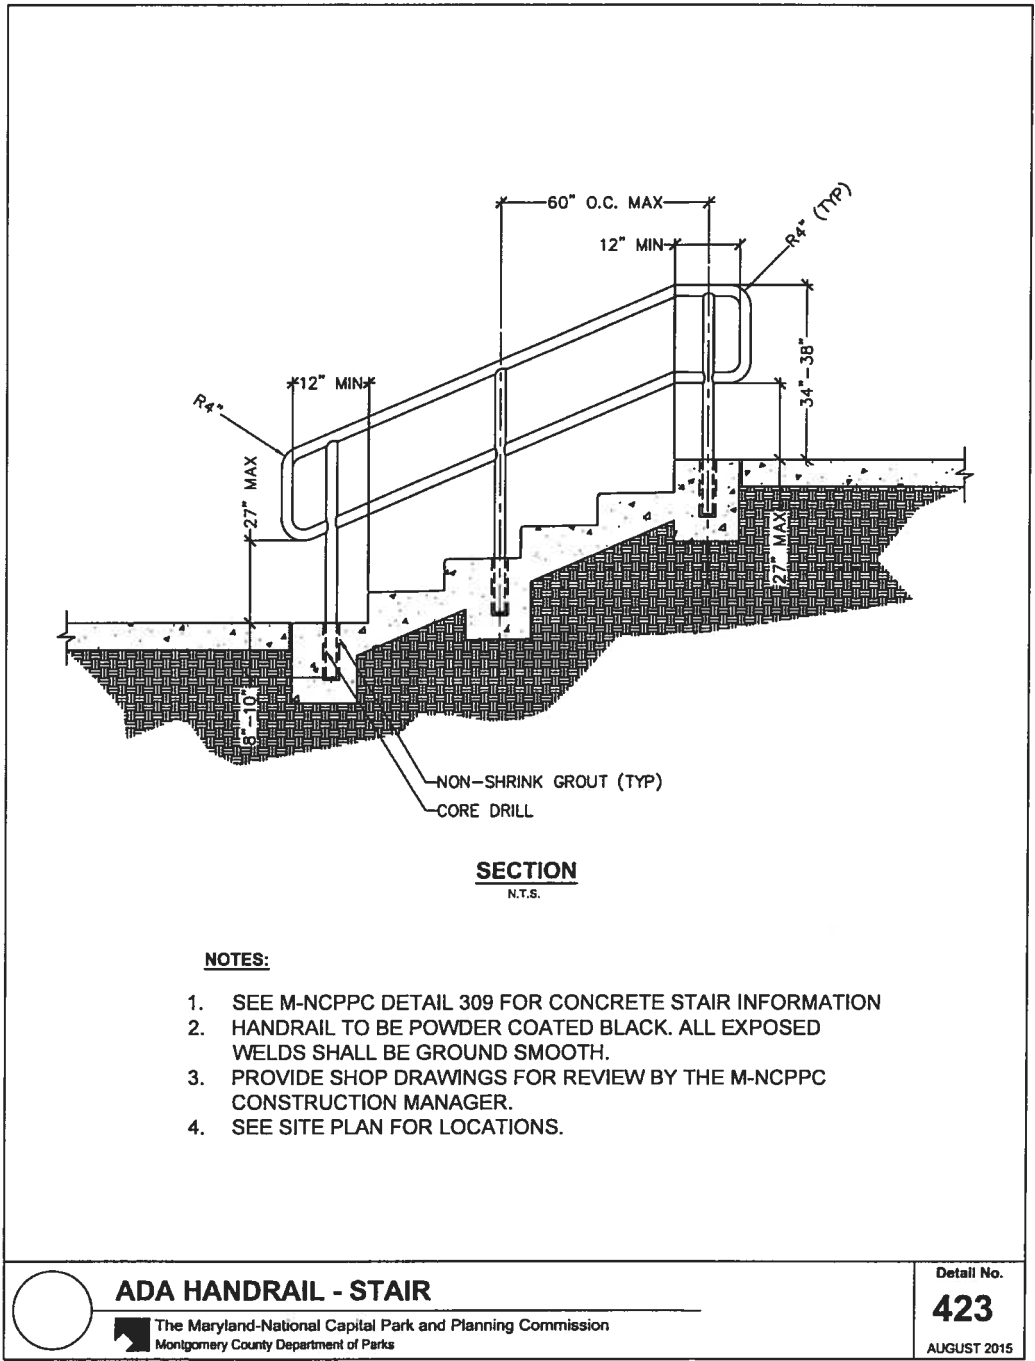 60" O.C. MAX
12" MIN
R4" (TYP)
34"-38"
12" MIN
R4"
27" MAX
27" MAX
8"-10"
NON-SHRINK GROUT (TYP)
CORE DRILL
SECTION
N.T.S.
NOTES:
1. SEE M-NCPPC DETAIL 309 FOR CONCRETE STAIR INFORMATION
2. HANDRAIL TO BE POWDER COATED BLACK. ALL EXPOSED
WELDS SHALL BE GROUND SMOOTH.
3. PROVIDE SHOP DRAWINGS FOR REVIEW BY THE M-NCPPC
CONSTRUCTION MANAGER.
4. SEE SITE PLAN FOR LOCATIONS.
ADA HANDRAIL - STAIR
The Maryland-National Capital Park and Planning Commission
Montgomery County Department of Parks
Detail No.
423
AUGUST 2015